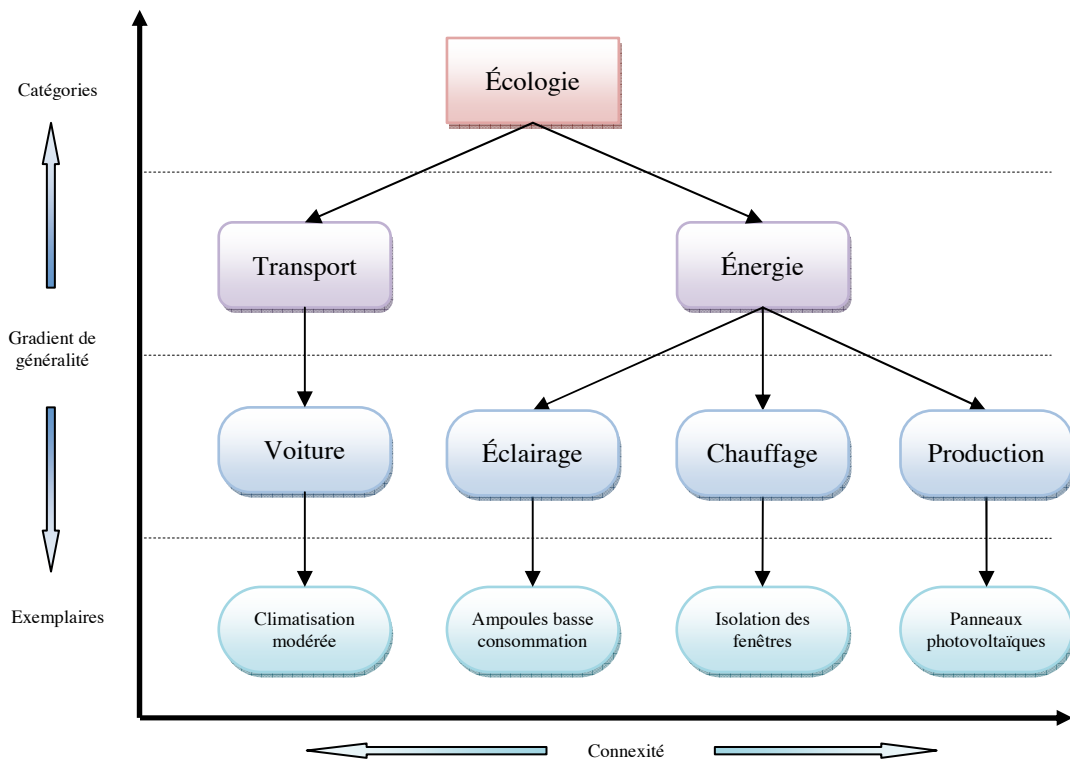 Écologie
Catégories
Transport
Énergie
Gradient de
généralité
Voiture
Éclairage
Chauffage
Production
Exemplaires
Climatisation
modérée
Ampoules basse
consommation
Isolation des
fenêtres
Panneaux
photovoltaïques
Connexité